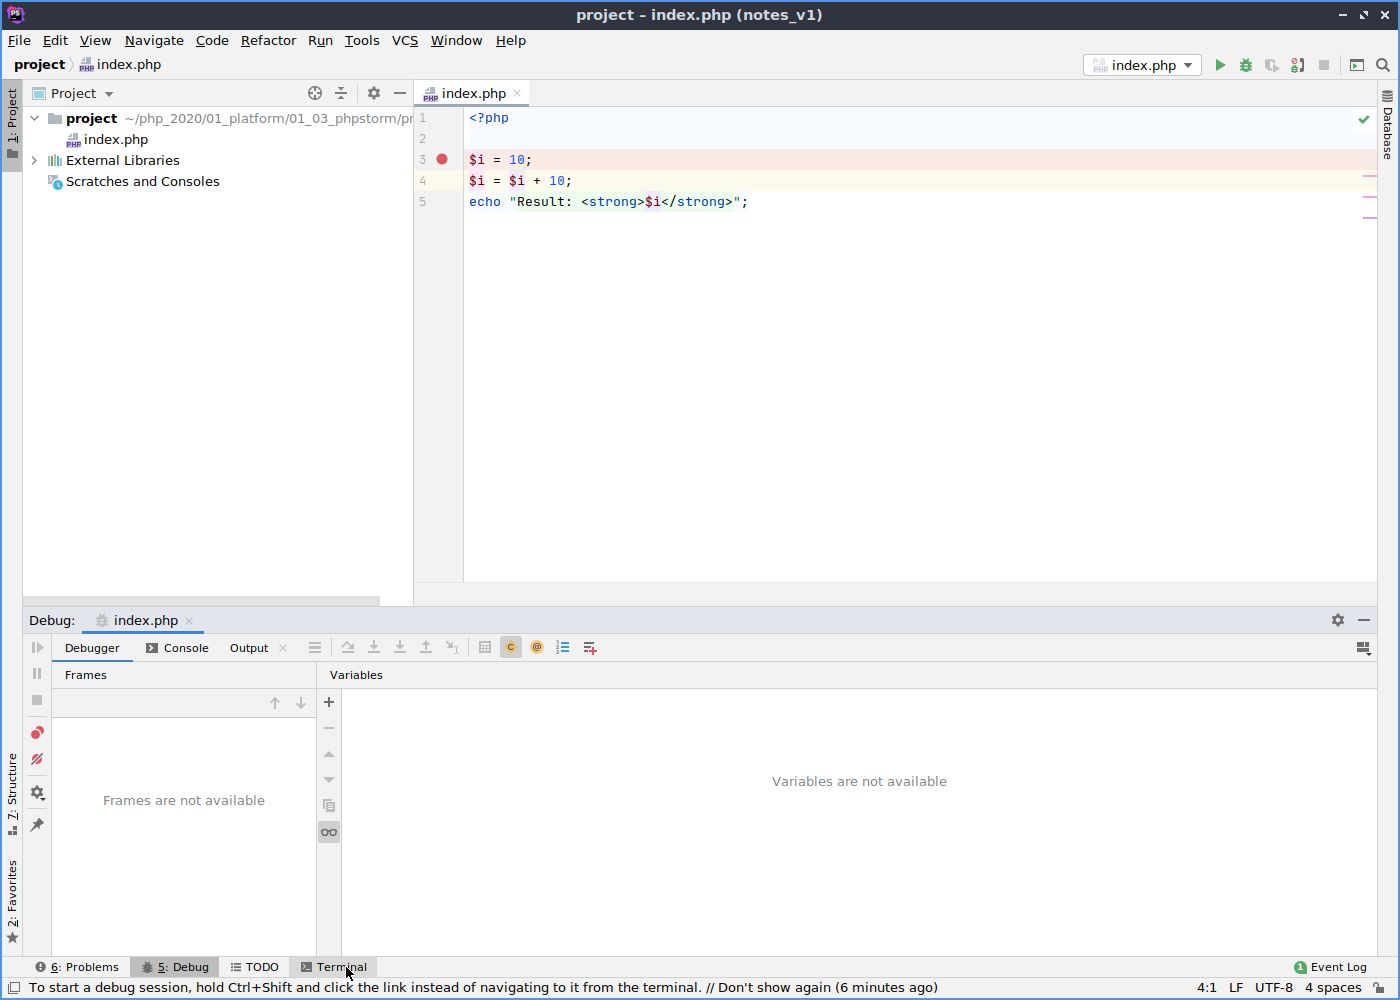 project – index.php (notes_v1)
File Edit View Navigate Code Refactor Run Tools VCS Window Help
project index.php
index.php
1: Project
Project
index.php
project ~/php_2020/01_platform/01_03_phpstorm/pr
index.php
External Libraries
Scratches and Consoles
1 <?php
2
3 $i = 10;
4 $i = $i + 10;
5 echo "Result: <strong>$i</strong>";
Database
Debug: index.php
Debugger Console Output
Frames Variables
Frames are not available
Variables are not available
7: Structure
2: Favorites
6: Problems 5: Debug TODO Terminal
1 Event Log
To start a debug session, hold Ctrl+Shift and click the link instead of navigating to it from the terminal. // Don't show again (6 minutes ago)
4:1 LF UTF-8 4 spaces